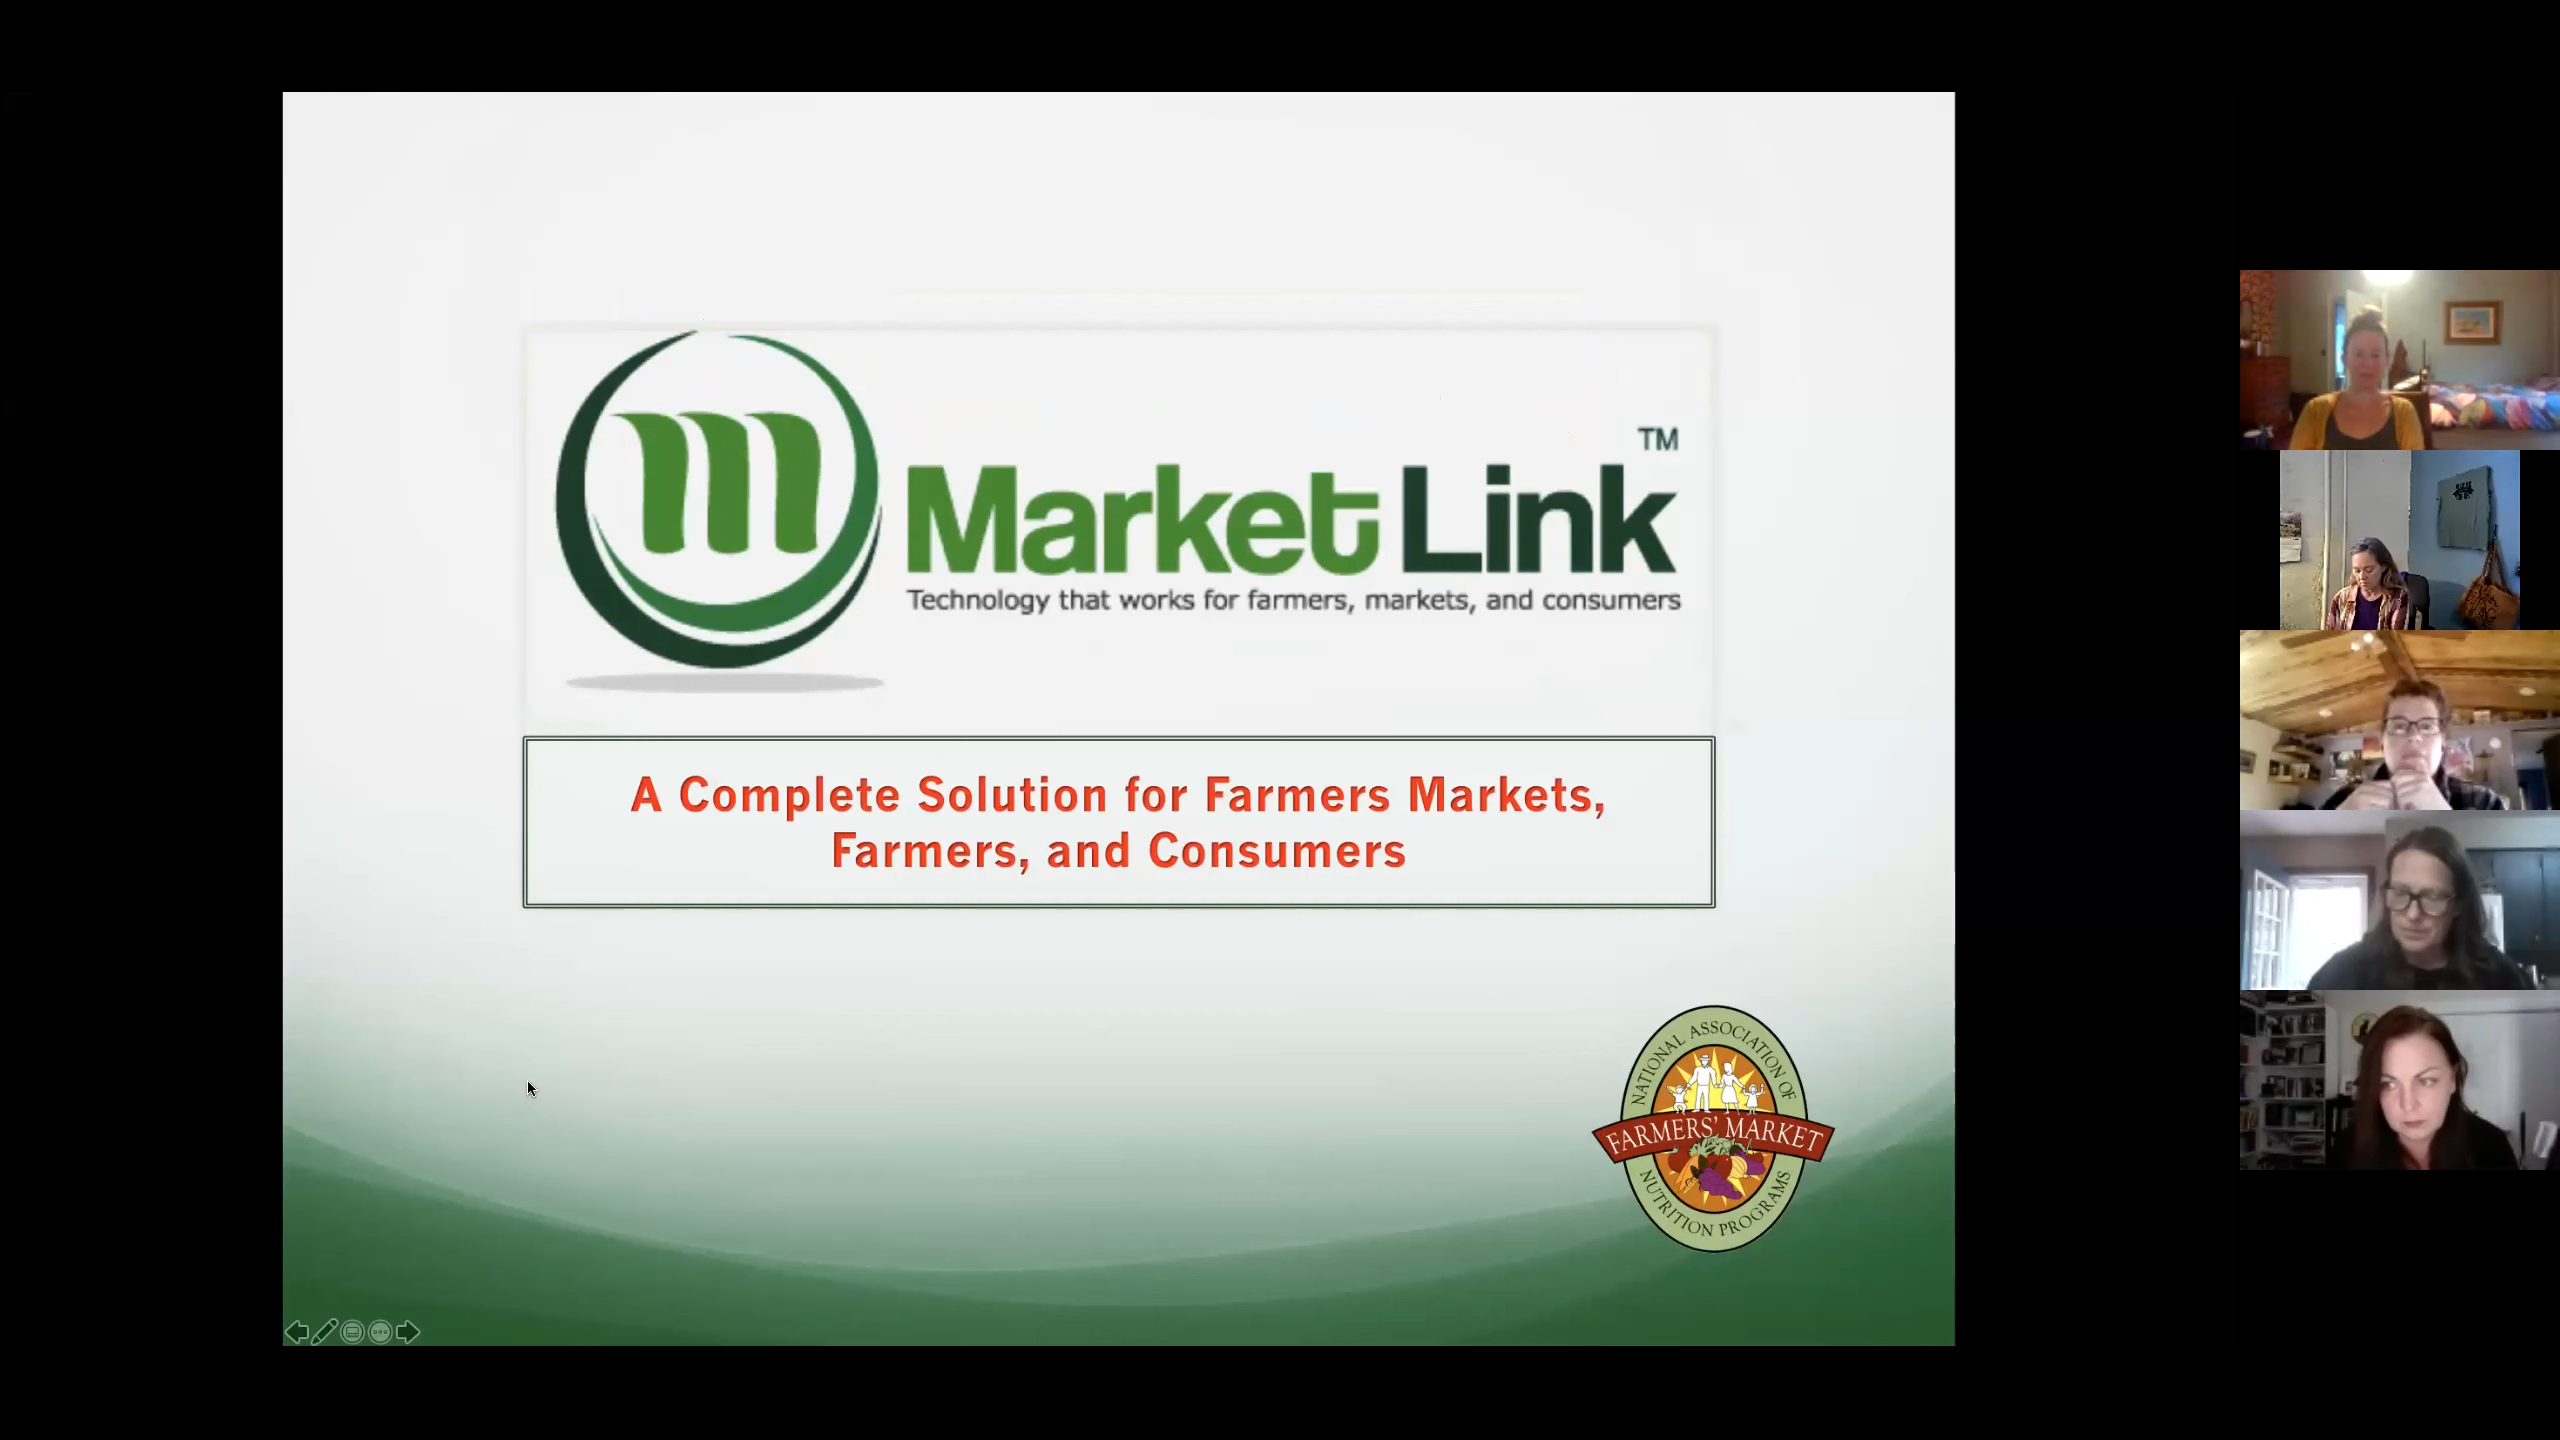 m
MarketLink
TM
Technology that works for farmers, markets, and consumers
A Complete Solution for Farmers Markets,
Farmers, and Consumers
NATIONAL ASSOCIATION OF
FARMERS' MARKET
NUTRITION PROGRAMS